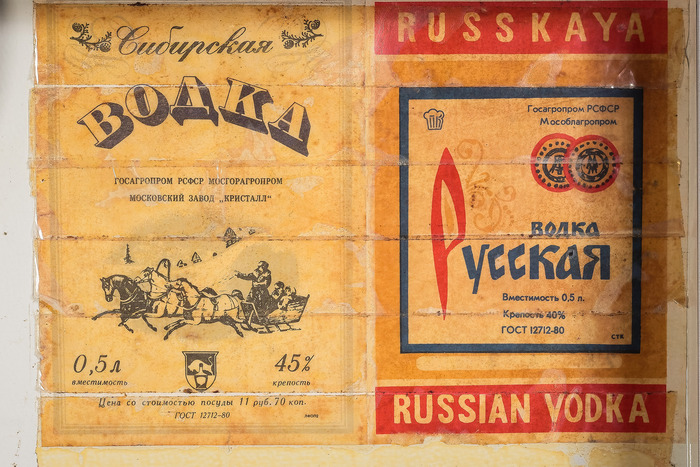 Сибирская
ВОДКА
ГОСАГРОПРОМ РСФСР МОСГОРАГРОПРОМ
МОСКОВСКИЙ ЗАВОД „КРИСТАЛЛ“
0,5л
вместимость
45%
крепость
Цена со стоимостью посуды 11 руб. 70 коп.
ГОСТ 12712-80
RUSSKAYA
Госагропром РСФСР
Мособлагропром
ВОДКА
Русская
Вместимость 0,5 л.
Крепость 40%
ГОСТ 12712-80
RUSSIAN VODKA